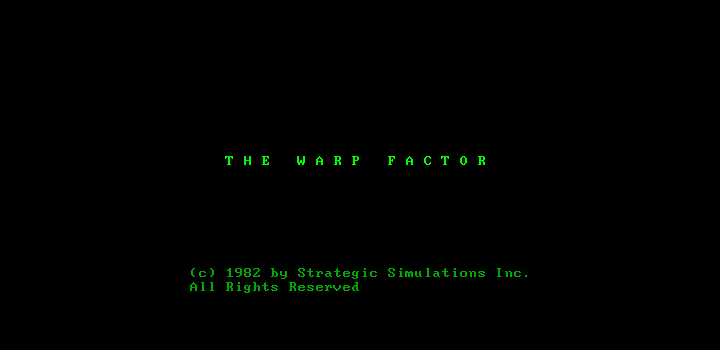 T H E   W A R P   F A C T O R
(c) 1982 by Strategic Simulations Inc.
All Rights Reserved